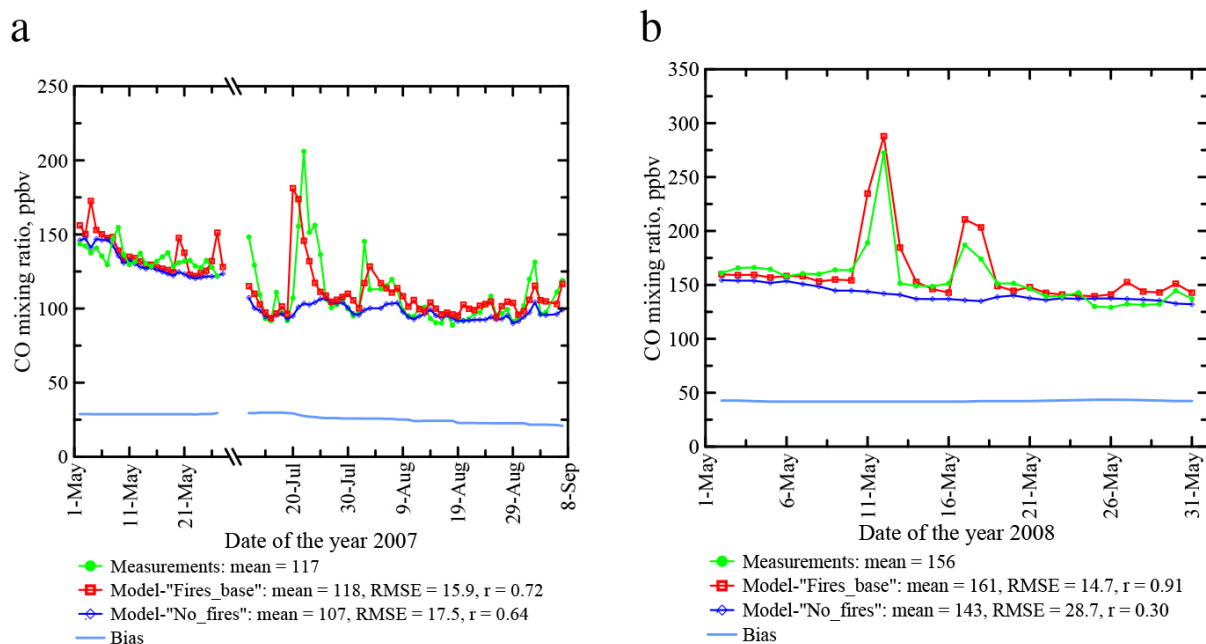 a
CO mixing ratio, ppbv
250
200
150
100
50
0
1-May
11-May
21-May
20-Jul
30-Jul
9-Aug
19-Aug
29-Aug
8-Sep
Date of the year 2007
Measurements: mean = 117
Model-"Fires_base": mean = 118, RMSE = 15.9, r = 0.72
Model-"No_fires": mean = 107, RMSE = 17.5, r = 0.64
Bias
b
CO mixing ratio, ppbv
350
300
250
200
150
100
50
0
1-May
6-May
11-May
16-May
21-May
26-May
31-May
Date of the year 2008
Measurements: mean = 156
Model-"Fires_base": mean = 161, RMSE = 14.7, r = 0.91
Model-"No_fires": mean = 143, RMSE = 28.7, r = 0.30
Bias